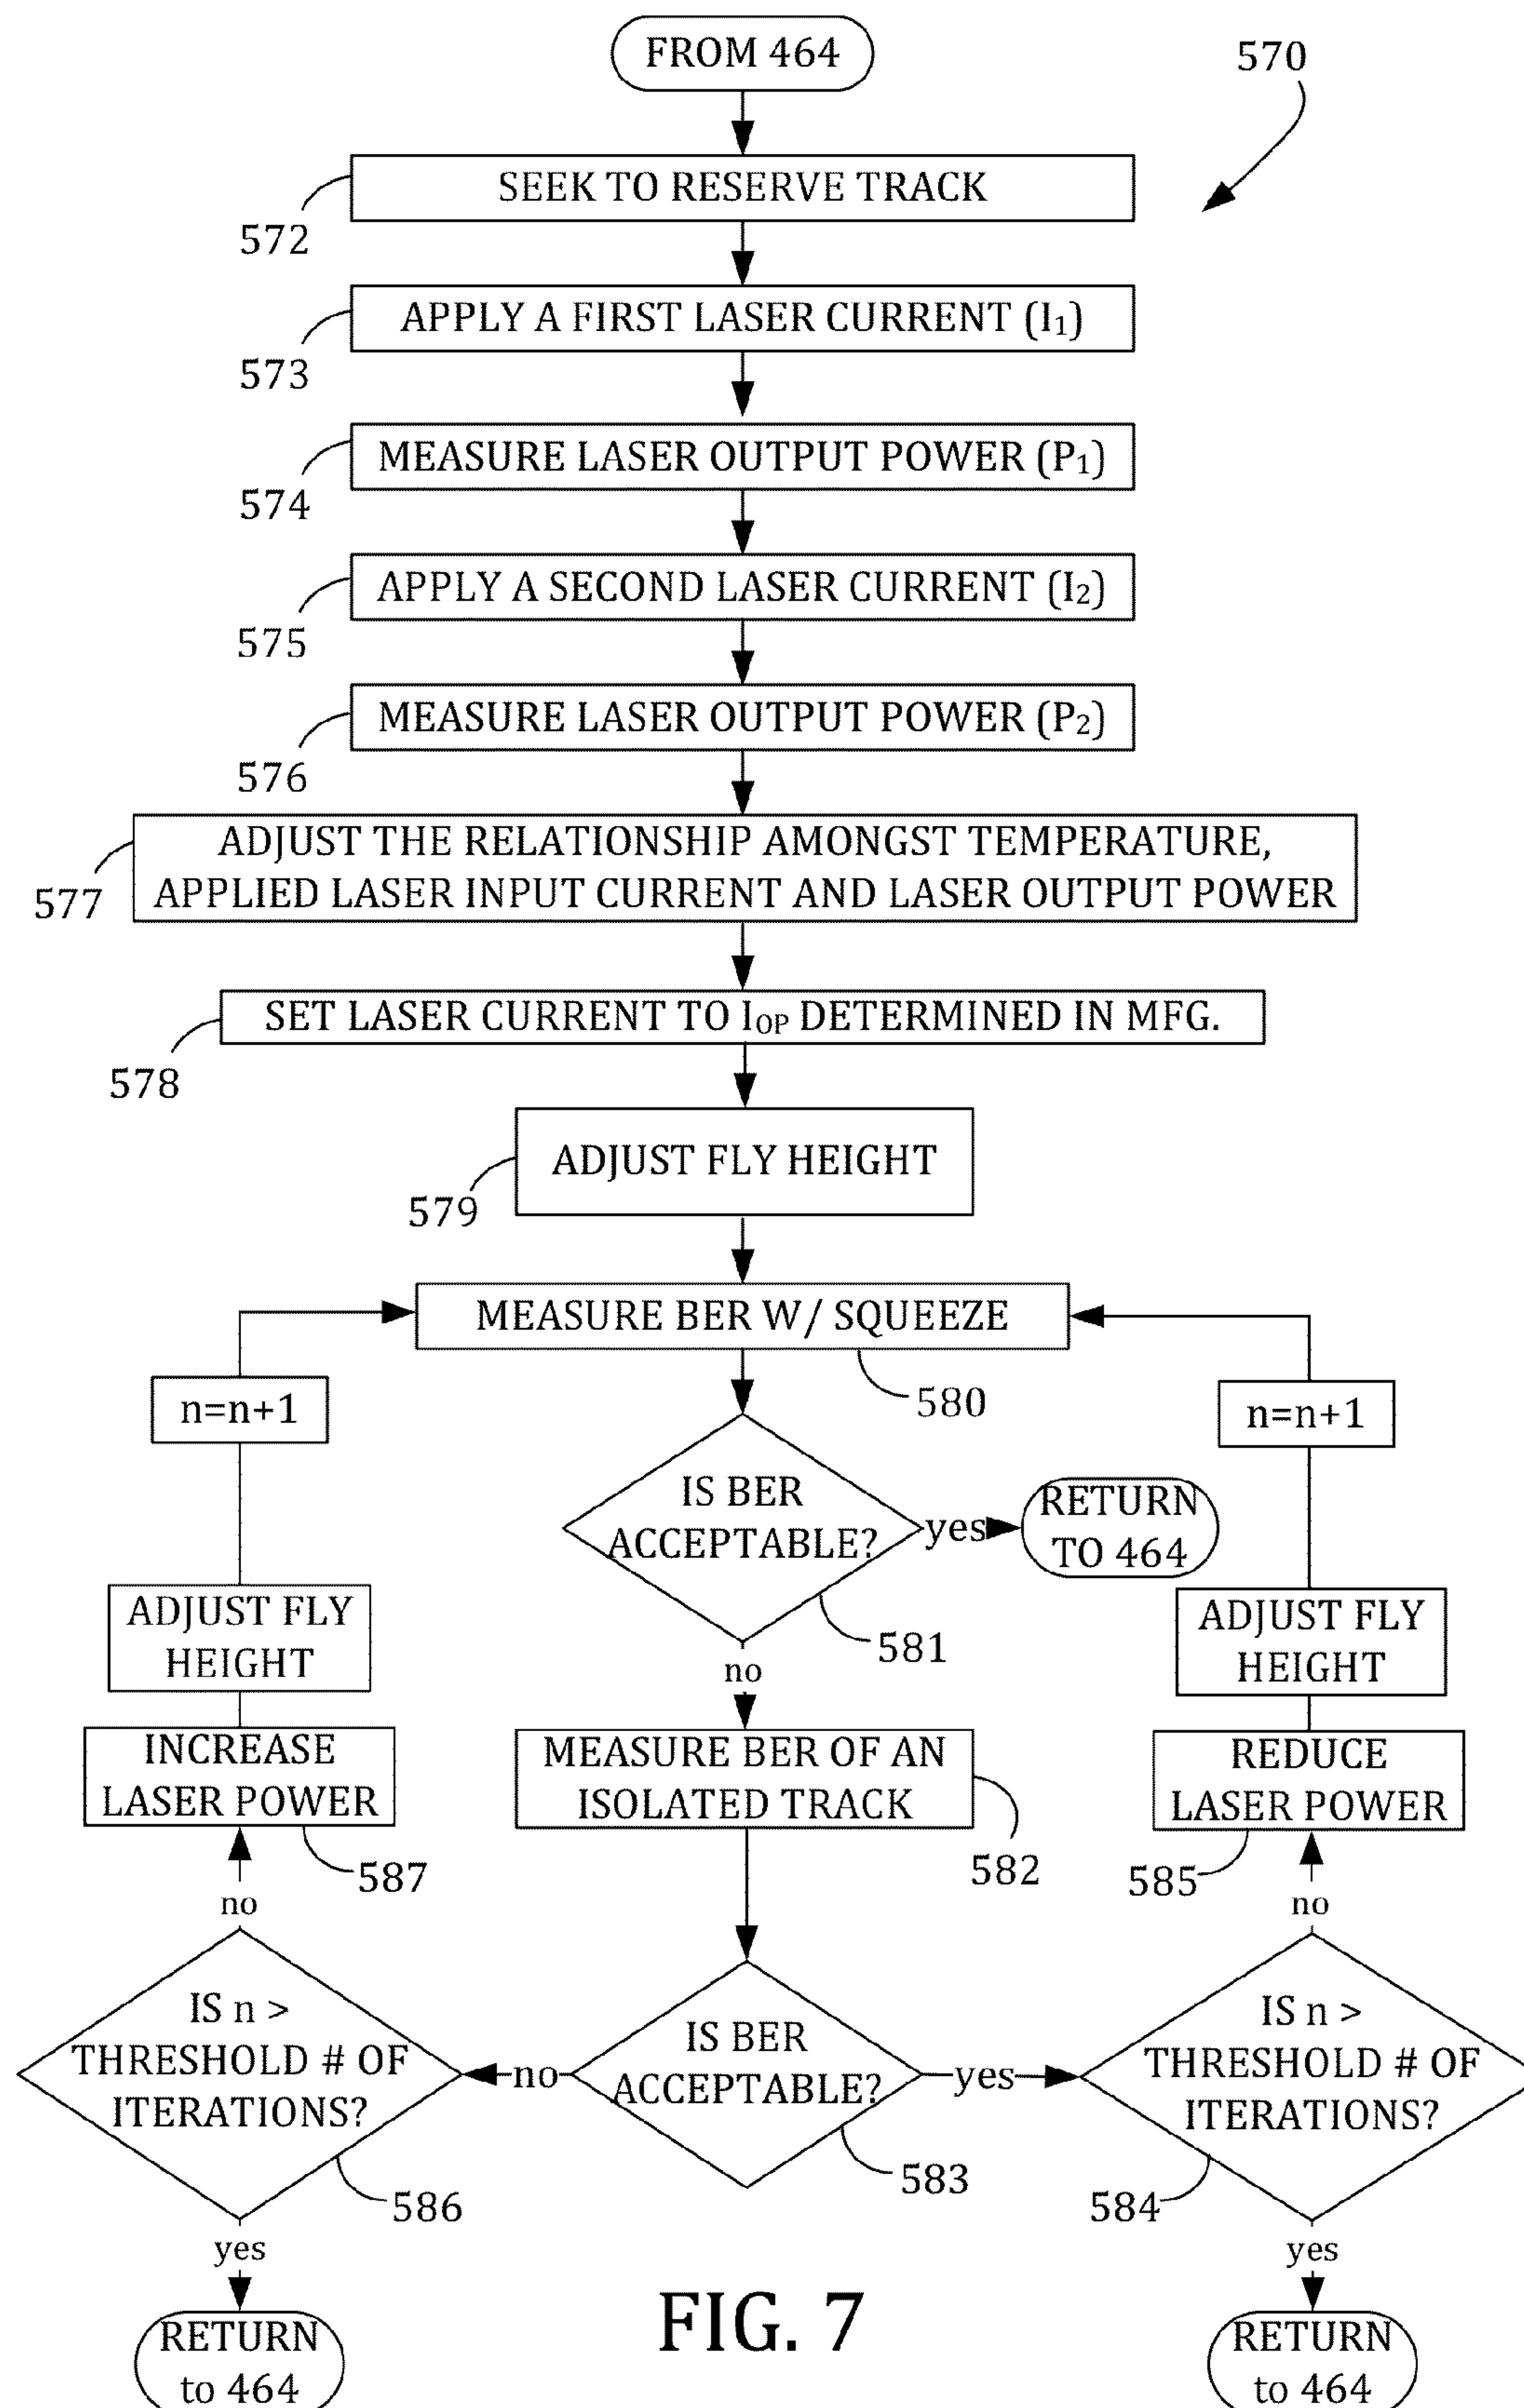 FROM 464
570
SEEK TO RESERVE TRACK
572
APPLY A FIRST LASER CURRENT (I₁)
573
MEASURE LASER OUTPUT POWER (P₁)
574
APPLY A SECOND LASER CURRENT (I₂)
575
MEASURE LASER OUTPUT POWER (P₂)
576
ADJUST THE RELATIONSHIP AMONGST TEMPERATURE,
APPLIED LASER INPUT CURRENT AND LASER OUTPUT POWER
577
SET LASER CURRENT TO IOP DETERMINED IN MFG.
578
ADJUST FLY HEIGHT
579
MEASURE BER W/ SQUEEZE
580
n=n+1
n=n+1
IS BER
ACCEPTABLE?
yes
RETURN
TO 464
581
no
ADJUST FLY
HEIGHT
ADJUST FLY
HEIGHT
INCREASE
LASER POWER
587
MEASURE BER OF AN
ISOLATED TRACK
582
REDUCE
LASER POWER
585
no
no
IS n >
THRESHOLD # OF
ITERATIONS?
586
no
IS BER
ACCEPTABLE?
583
yes
IS n >
THRESHOLD # OF
ITERATIONS?
584
yes
yes
RETURN
to 464
FIG. 7
RETURN
to 464